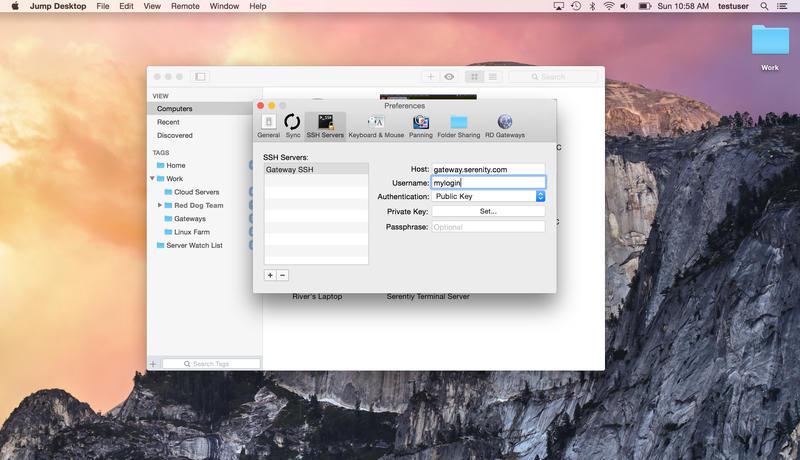 Jump Desktop File Edit View Remote Window Help Sun 10:58 AM testuser
Work
Search
VIEW
Computers
Recent
Discovered
TAGS
Home
Work
Cloud Servers
Red Dog Team
Gateways
Linux Farm
Server Watch List
Search Tags
Preferences
General Sync SSH Servers Keyboard & Mouse Panning Folder Sharing RD Gateways
SSH Servers:
Gateway SSH
Host: gateway.serenity.com
Username: mylogin
Authentication: Public Key
Private Key: Set...
Passphrase: Optional
River's Laptop Serentiy Terminal Server